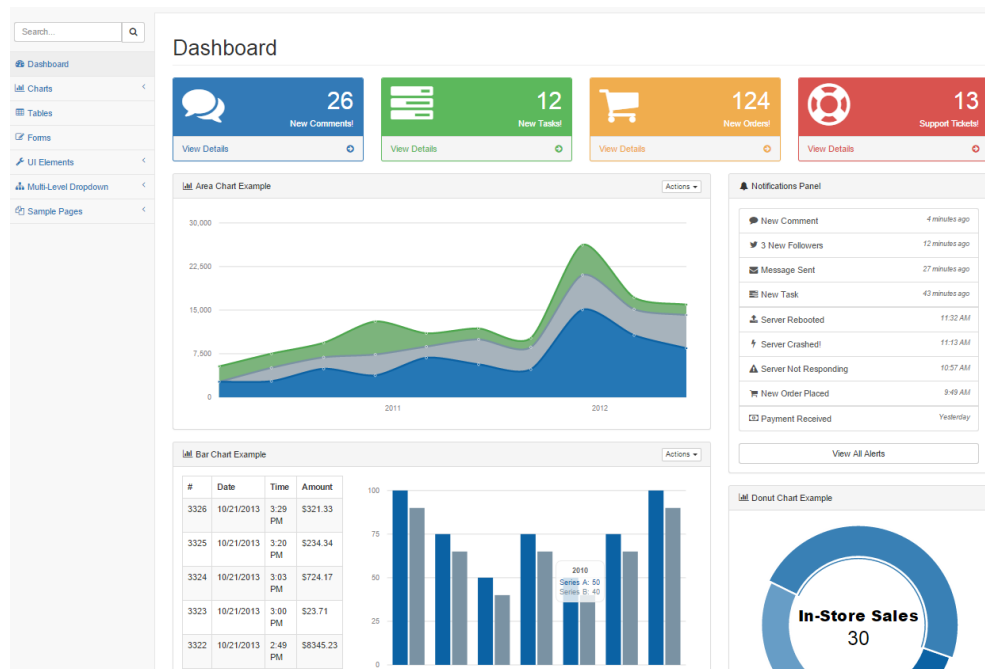 Search...
Dashboard
Charts
Tables
Forms
UI Elements
Multi-Level Dropdown
Sample Pages
Dashboard
26
New Comments!
View Details
12
New Tasks!
View Details
124
New Orders!
View Details
13
Support Tickets!
View Details
Area Chart Example
Actions
30,000
22,500
15,000
7,500
0
2011
2012
Notifications Panel
New Comment 4 minutes ago
3 New Followers 12 minutes ago
Message Sent 27 minutes ago
New Task 43 minutes ago
Server Rebooted 11:32 AM
Server Crashed! 11:13 AM
Server Not Responding 10:57 AM
New Order Placed 9:49 AM
Payment Received Yesterday
View All Alerts
Bar Chart Example
Actions
# Date Time Amount
3326 10/21/2013 3:29 PM $321.33
3325 10/21/2013 3:20 PM $234.34
3324 10/21/2013 3:03 PM $724.17
3323 10/21/2013 3:00 PM $23.71
3322 10/21/2013 2:49 PM $8345.23
100
75
50
25
0
2010
Series A: 50
Series B: 40
Donut Chart Example
In-Store Sales
30